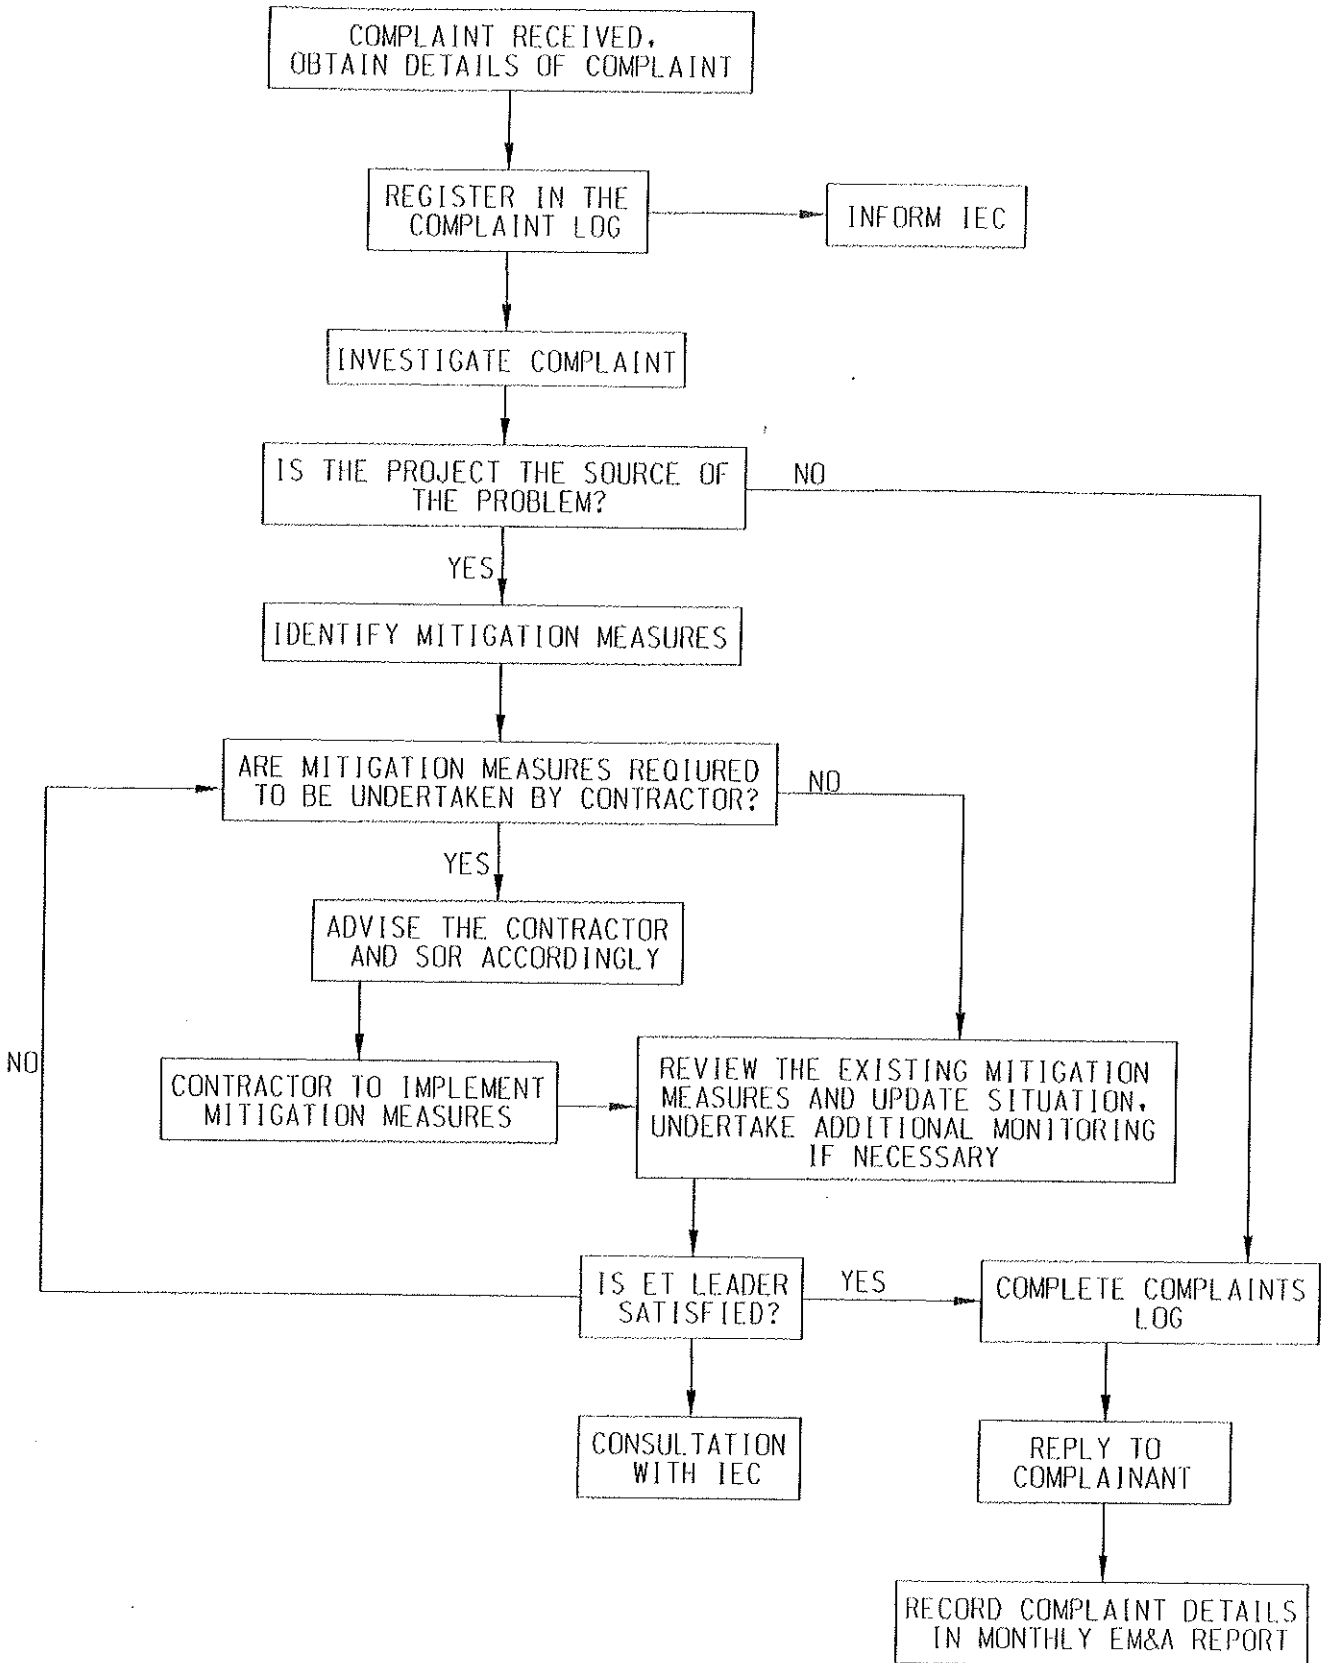 COMPLAINT RECEIVED,
OBTAIN DETAILS OF COMPLAINT
REGISTER IN THE
COMPLAINT LOG
INFORM IEC
INVESTIGATE COMPLAINT
IS THE PROJECT THE SOURCE OF
THE PROBLEM?
NO
YES
IDENTIFY MITIGATION MEASURES
ARE MITIGATION MEASURES REQIURED
TO BE UNDERTAKEN BY CONTRACTOR?
NO
YES
ADVISE THE CONTRACTOR
AND SOR ACCORDINGLY
NO
CONTRACTOR TO IMPLEMENT
MITIGATION MEASURES
REVIEW THE EXISTING MITIGATION
MEASURES AND UPDATE SITUATION,
UNDERTAKE ADDITIONAL MONITORING
IF NECESSARY
IS ET LEADER
SATISFIED?
YES
COMPLETE COMPLAINTS
LOG
CONSULTATION
WITH IEC
REPLY TO
COMPLAINANT
RECORD COMPLAINT DETAILS
IN MONTHLY EM&A REPORT